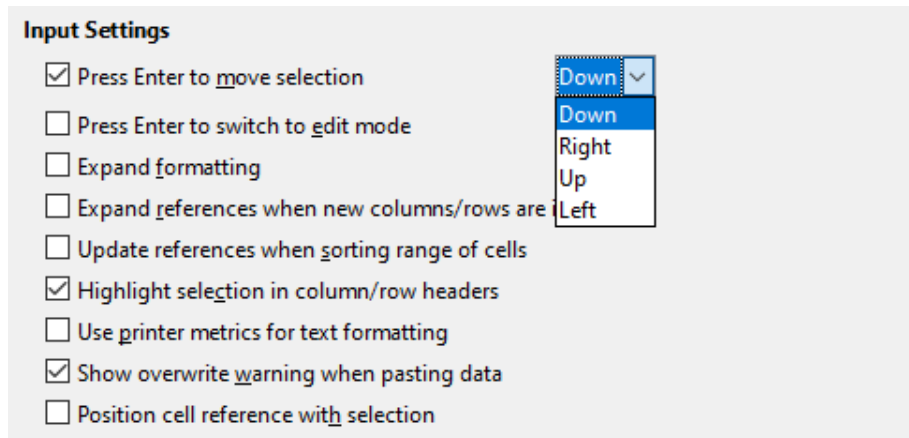 Input Settings
Press Enter to move selection Down
Down
Press Enter to switch to edit mode
Right
Expand formatting
Up
Expand references when new columns/rows are
Left
Update references when sorting range of cells
Highlight selection in column/row headers
Use printer metrics for text formatting
Show overwrite warning when pasting data
Position cell reference with selection